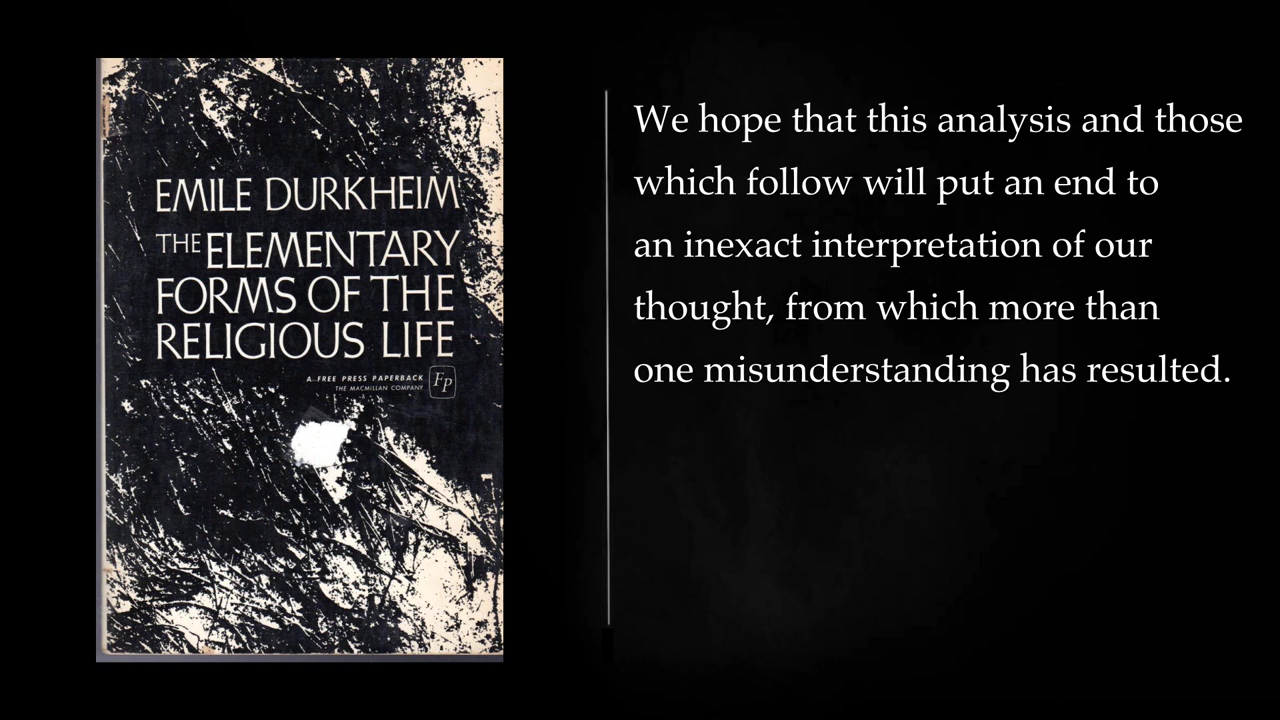 EMILE DURKHEIM
THE ELEMENTARY
FORMS OF THE
RELIGIOUS LIFE
A FREE PRESS PAPERBACK
THE MACMILLAN COMPANY
Fp
We hope that this analysis and those
which follow will put an end to
an inexact interpretation of our
thought, from which more than
one misunderstanding has resulted.